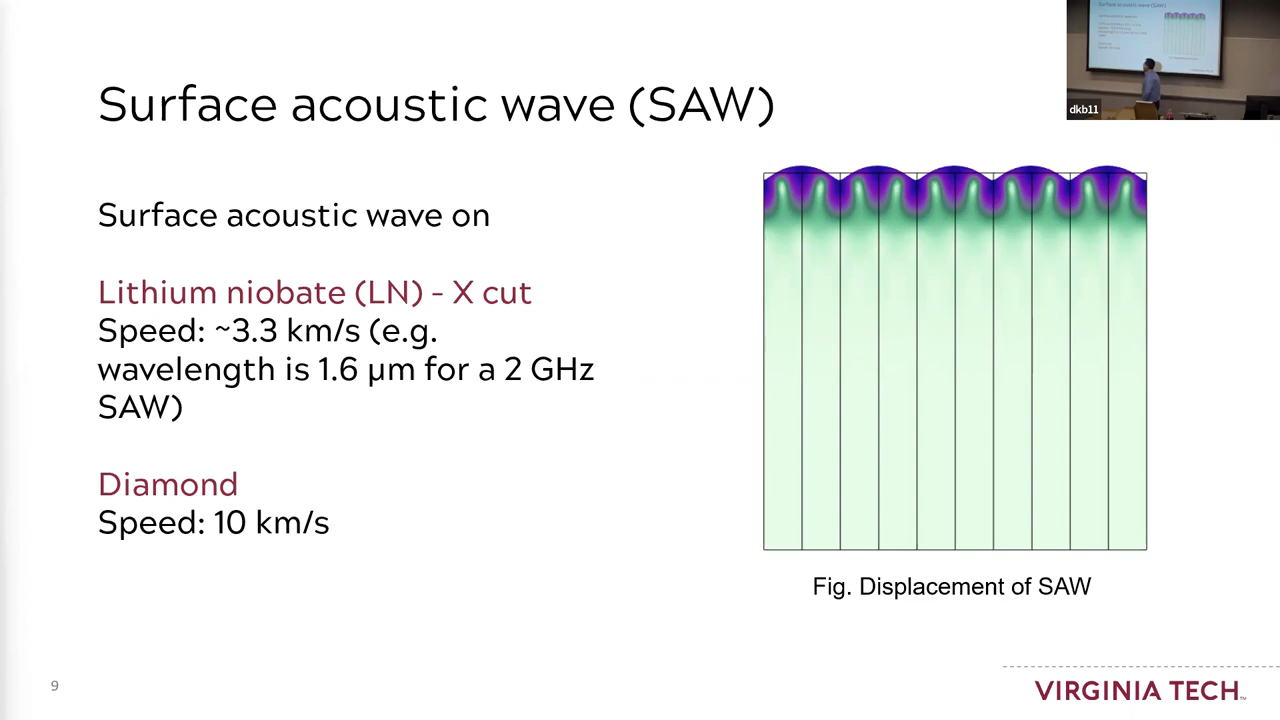 Surface acoustic wave (SAW)
dkb11
Surface acoustic wave on
Lithium niobate (LN) - X cut
Speed: ~3.3 km/s (e.g.
wavelength is 1.6 μm for a 2 GHz
SAW)
Diamond
Speed: 10 km/s
Fig. Displacement of SAW
9
VIRGINIA TECH